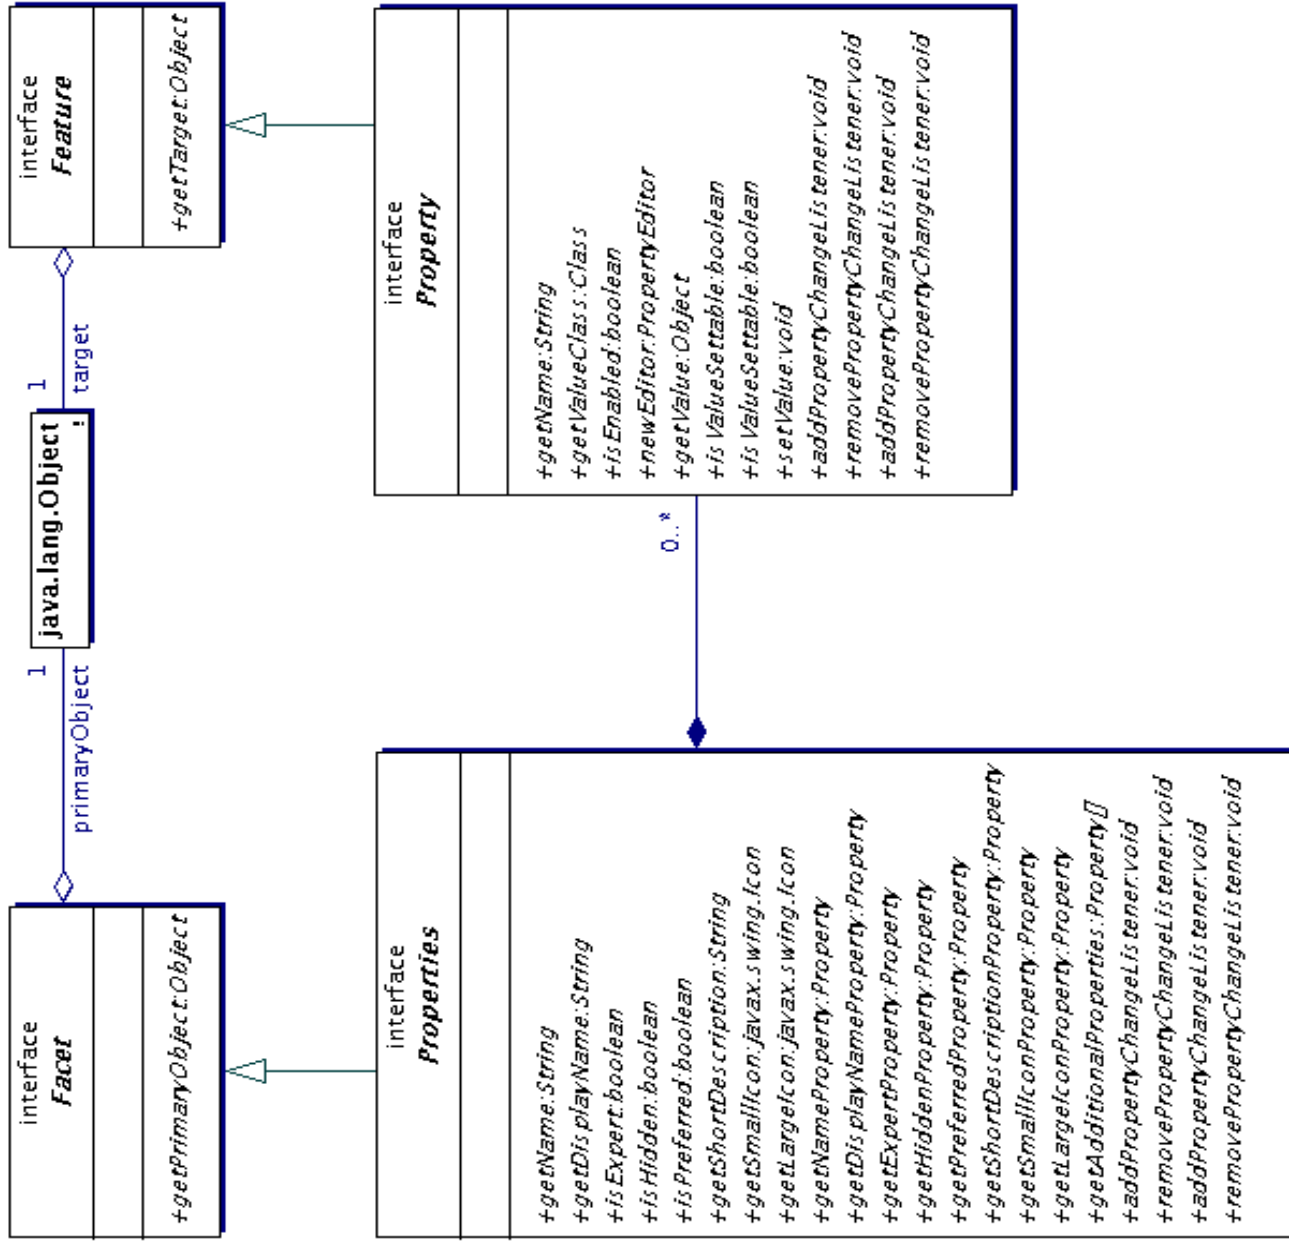 interface
Facet
+getPrimaryObject:Object
primaryObject
1
java.lang.Object
1
target
interface
Feature
+getTarget:Object
interface
Properties
+getName:String
+getDisplayName:String
+isExpert:boolean
+isHidden:boolean
+isPreferred:boolean
+getShortDescription:String
+getSmallIcon:javax.swing.Icon
+getLargeIcon:javax.swing.Icon
+getNameProperty:Property
+getDisplayNameProperty:Property
+getExpertProperty:Property
+getHiddenProperty:Property
+getPreferredProperty:Property
+getShortDescriptionProperty:Property
+getSmallIconProperty:Property
+getLargeIconProperty:Property
+getAdditionalProperties:Property[]
+addPropertyChangeListener:void
+removePropertyChangeListener:void
+addPropertyChangeListener:void
+removePropertyChangeListener:void
0..*
interface
Property
+getName:String
+getValueClass:Class
+isEnabled:boolean
+newEditor:PropertyEditor
+getValue:Object
+isValueSettable:boolean
+isValueSettable:boolean
+setValue:void
+addPropertyChangeListener:void
+removePropertyChangeListener:void
+addPropertyChangeListener:void
+removePropertyChangeListener:void